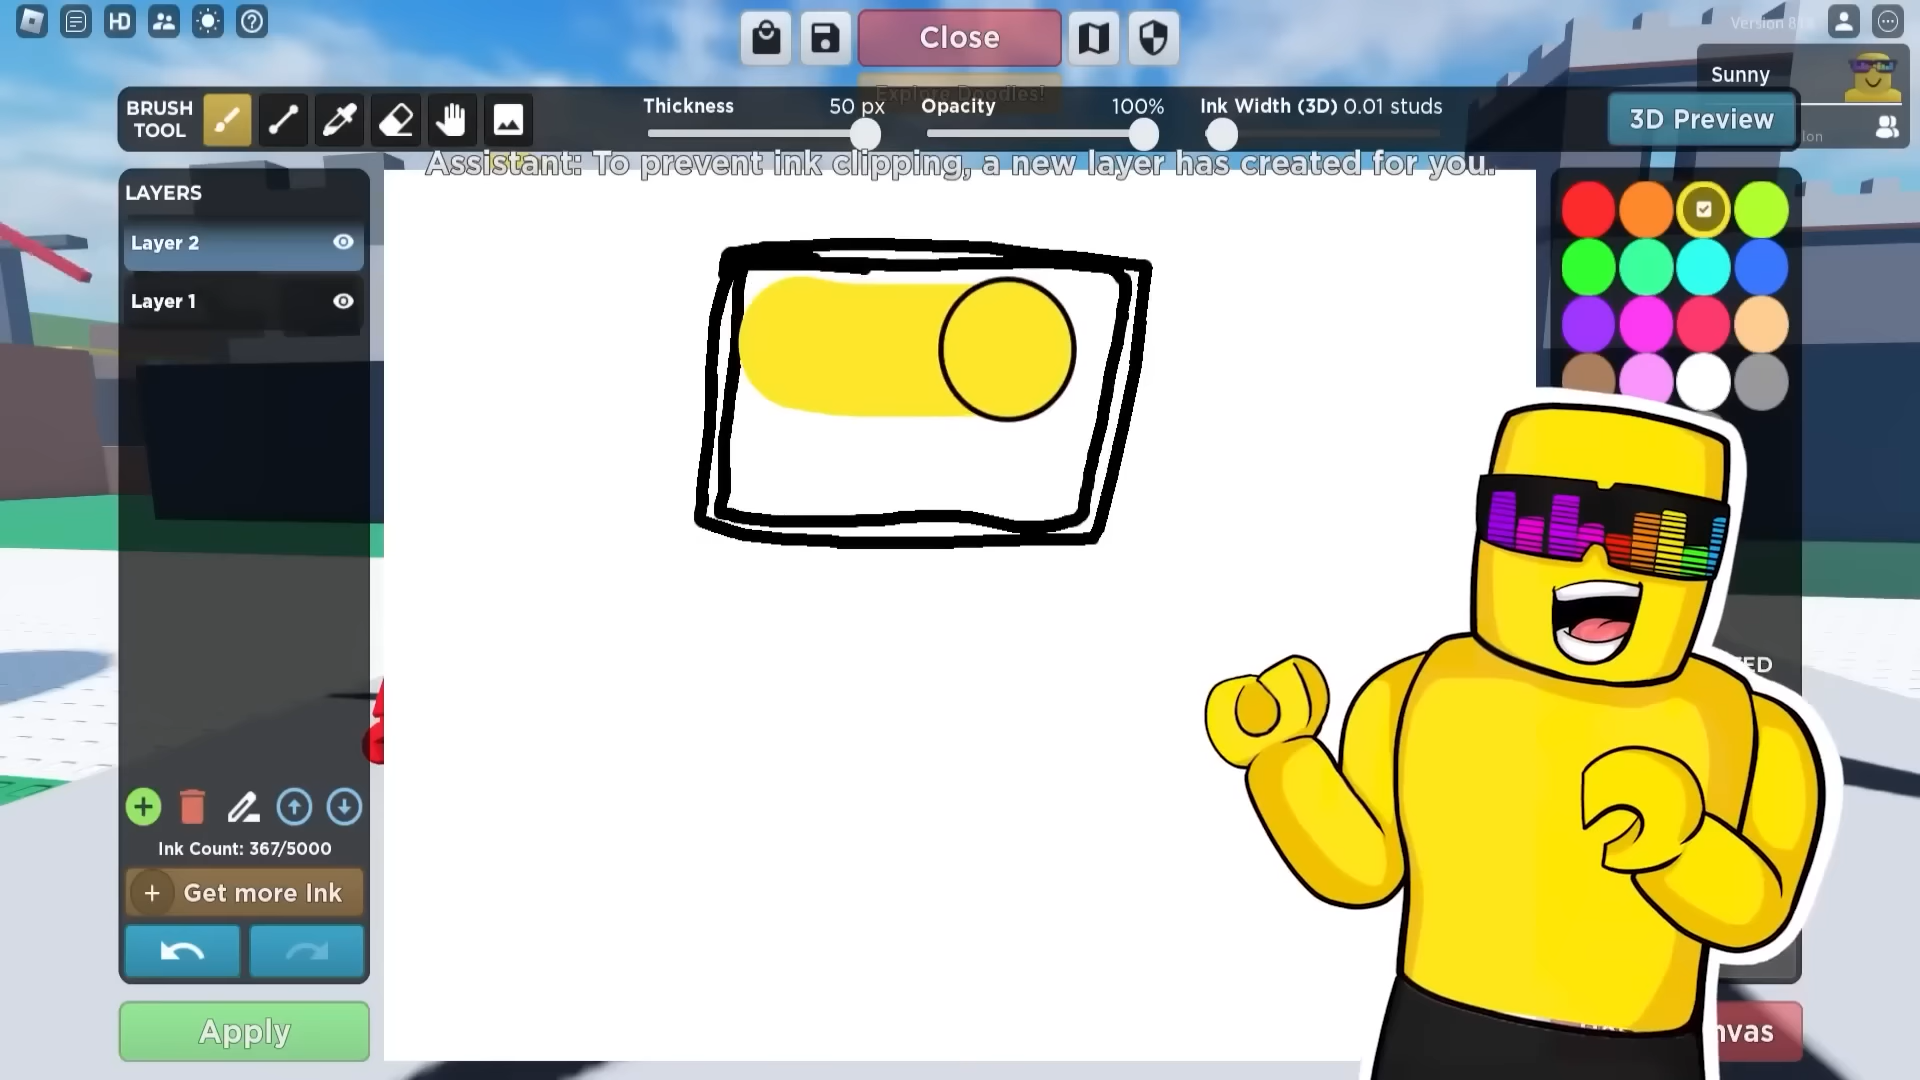 HD
Close
Version
Explore Doodles!
Sunny
BRUSH
TOOL
Thickness
50 px
Opacity
100%
Ink Width (3D) 0.01 studs
3D Preview
Assistant: To prevent ink clipping, a new layer has created for you.
LAYERS
Layer 2
Layer 1
Ink Count: 367/5000
+ Get more Ink
Apply